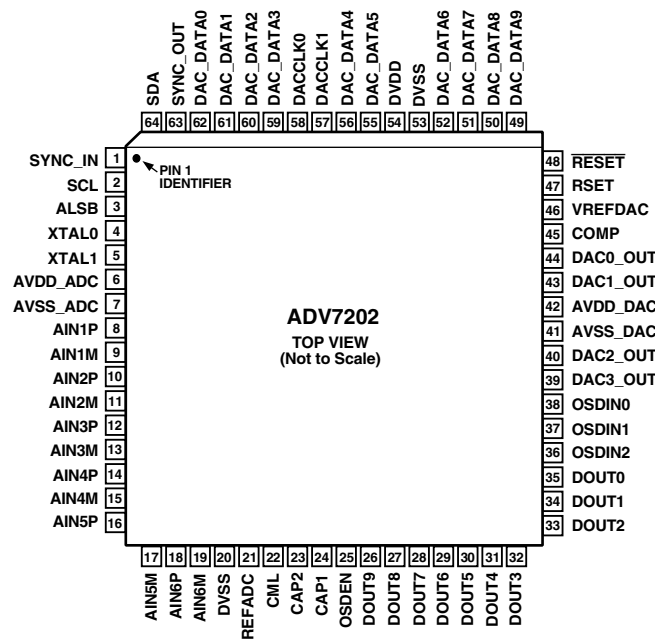 SDA
SYNC_OUT
DAC_DATA0
DAC_DATA1
DAC_DATA2
DAC_DATA3
DACCLK0
DACCLK1
DAC_DATA4
DAC_DATA5
DVDD
DVSS
DAC_DATA6
DAC_DATA7
DAC_DATA8
DAC_DATA9
64 63 62 61 60 59 58 57 56 55 54 53 52 51 50 49
SYNC_IN 1
SCL 2
ALSB 3
XTAL0 4
XTAL1 5
AVDD_ADC 6
AVSS_ADC 7
AIN1P 8
AIN1M 9
AIN2P 10
AIN2M 11
AIN3P 12
AIN3M 13
AIN4P 14
AIN4M 15
AIN5P 16
PIN 1
IDENTIFIER
ADV7202
TOP VIEW
(Not to Scale)
48 RESET
47 RSET
46 VREFDAC
45 COMP
44 DAC0_OUT
43 DAC1_OUT
42 AVDD_DAC
41 AVSS_DAC
40 DAC2_OUT
39 DAC3_OUT
38 OSDIN0
37 OSDIN1
36 OSDIN2
35 DOUT0
34 DOUT1
33 DOUT2
17 18 19 20 21 22 23 24 25 26 27 28 29 30 31 32
AIN5M
AIN6P
AIN6M
DVSS
REFADC
CML
CAP2
CAP1
OSDEN
DOUT9
DOUT8
DOUT7
DOUT6
DOUT5
DOUT4
DOUT3